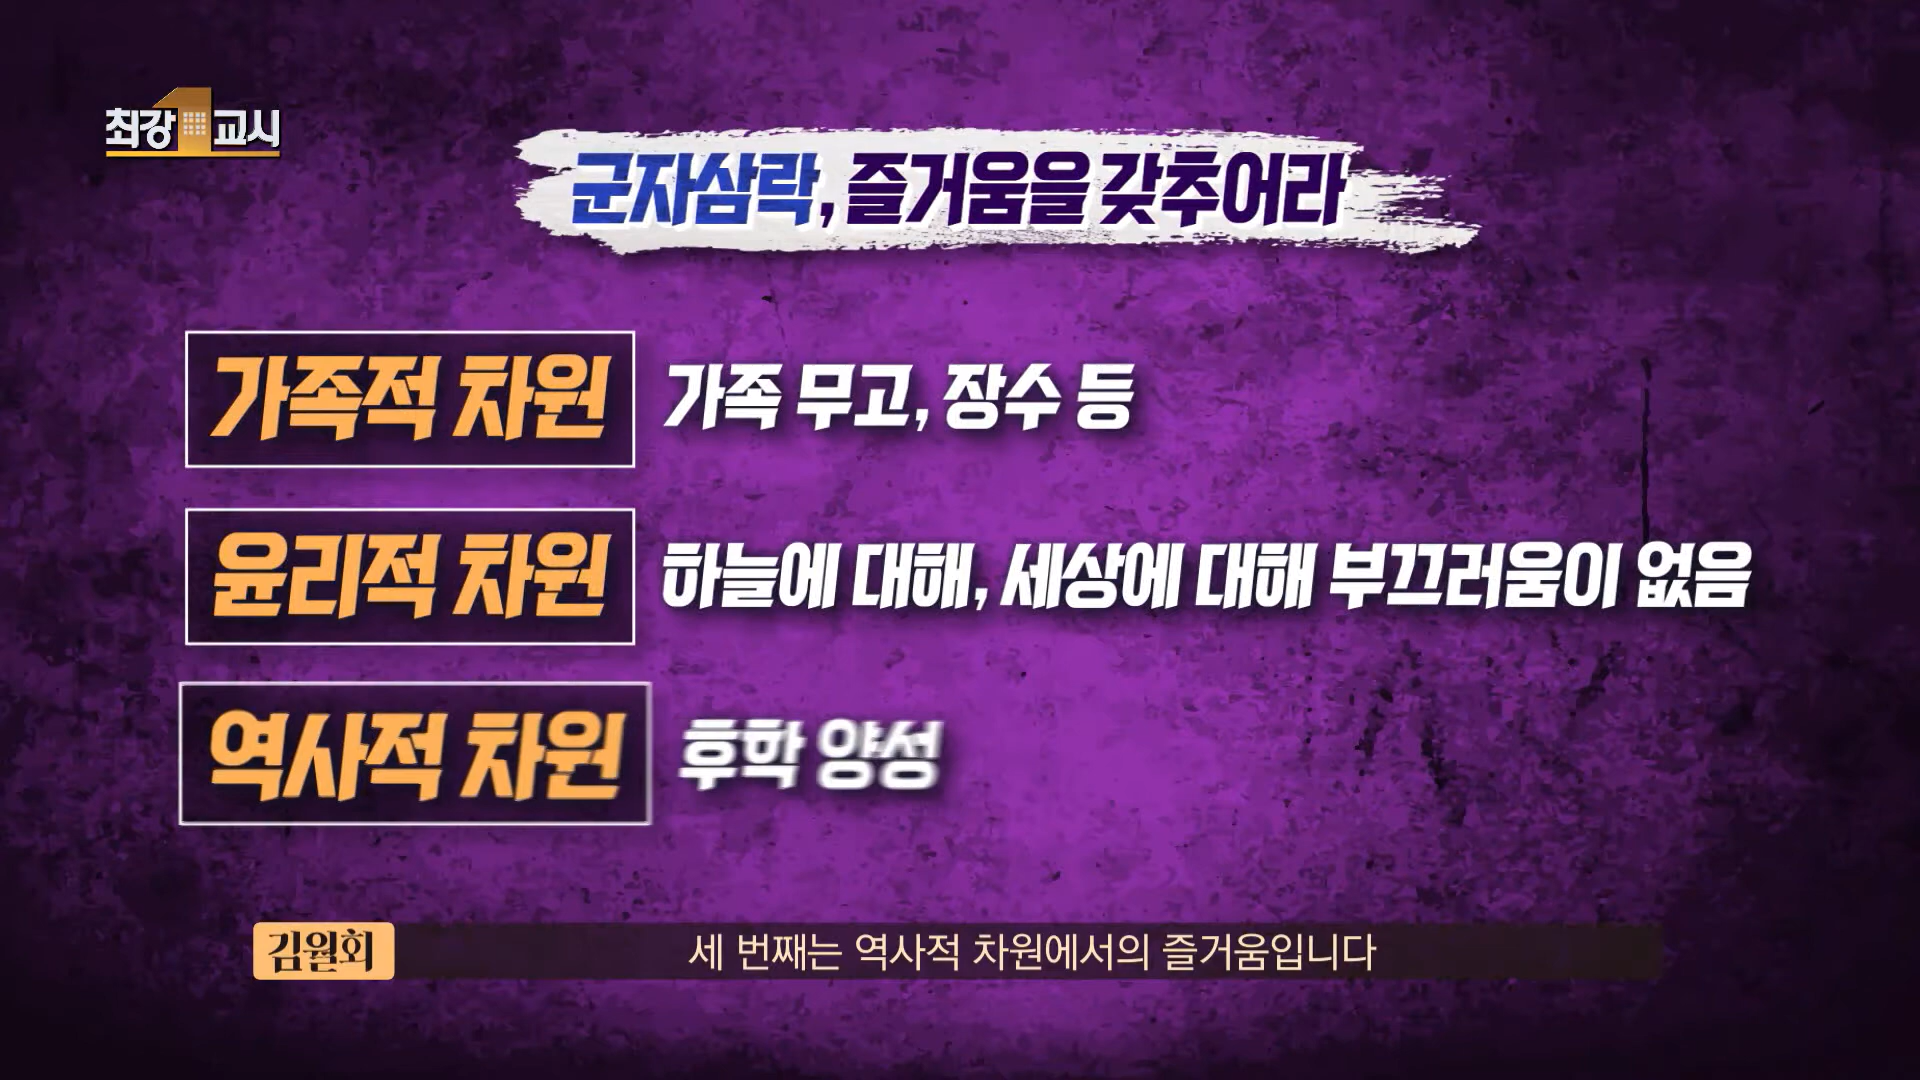 최강1교시
군자삼락, 즐거움을 갖추어라
가족적 차원 가족 무고, 장수 등
윤리적 차원 하늘에 대해, 세상에 대해 부끄러움이 없음
역사적 차원 후학 양성
김월회 세 번째는 역사적 차원에서의 즐거움입니다